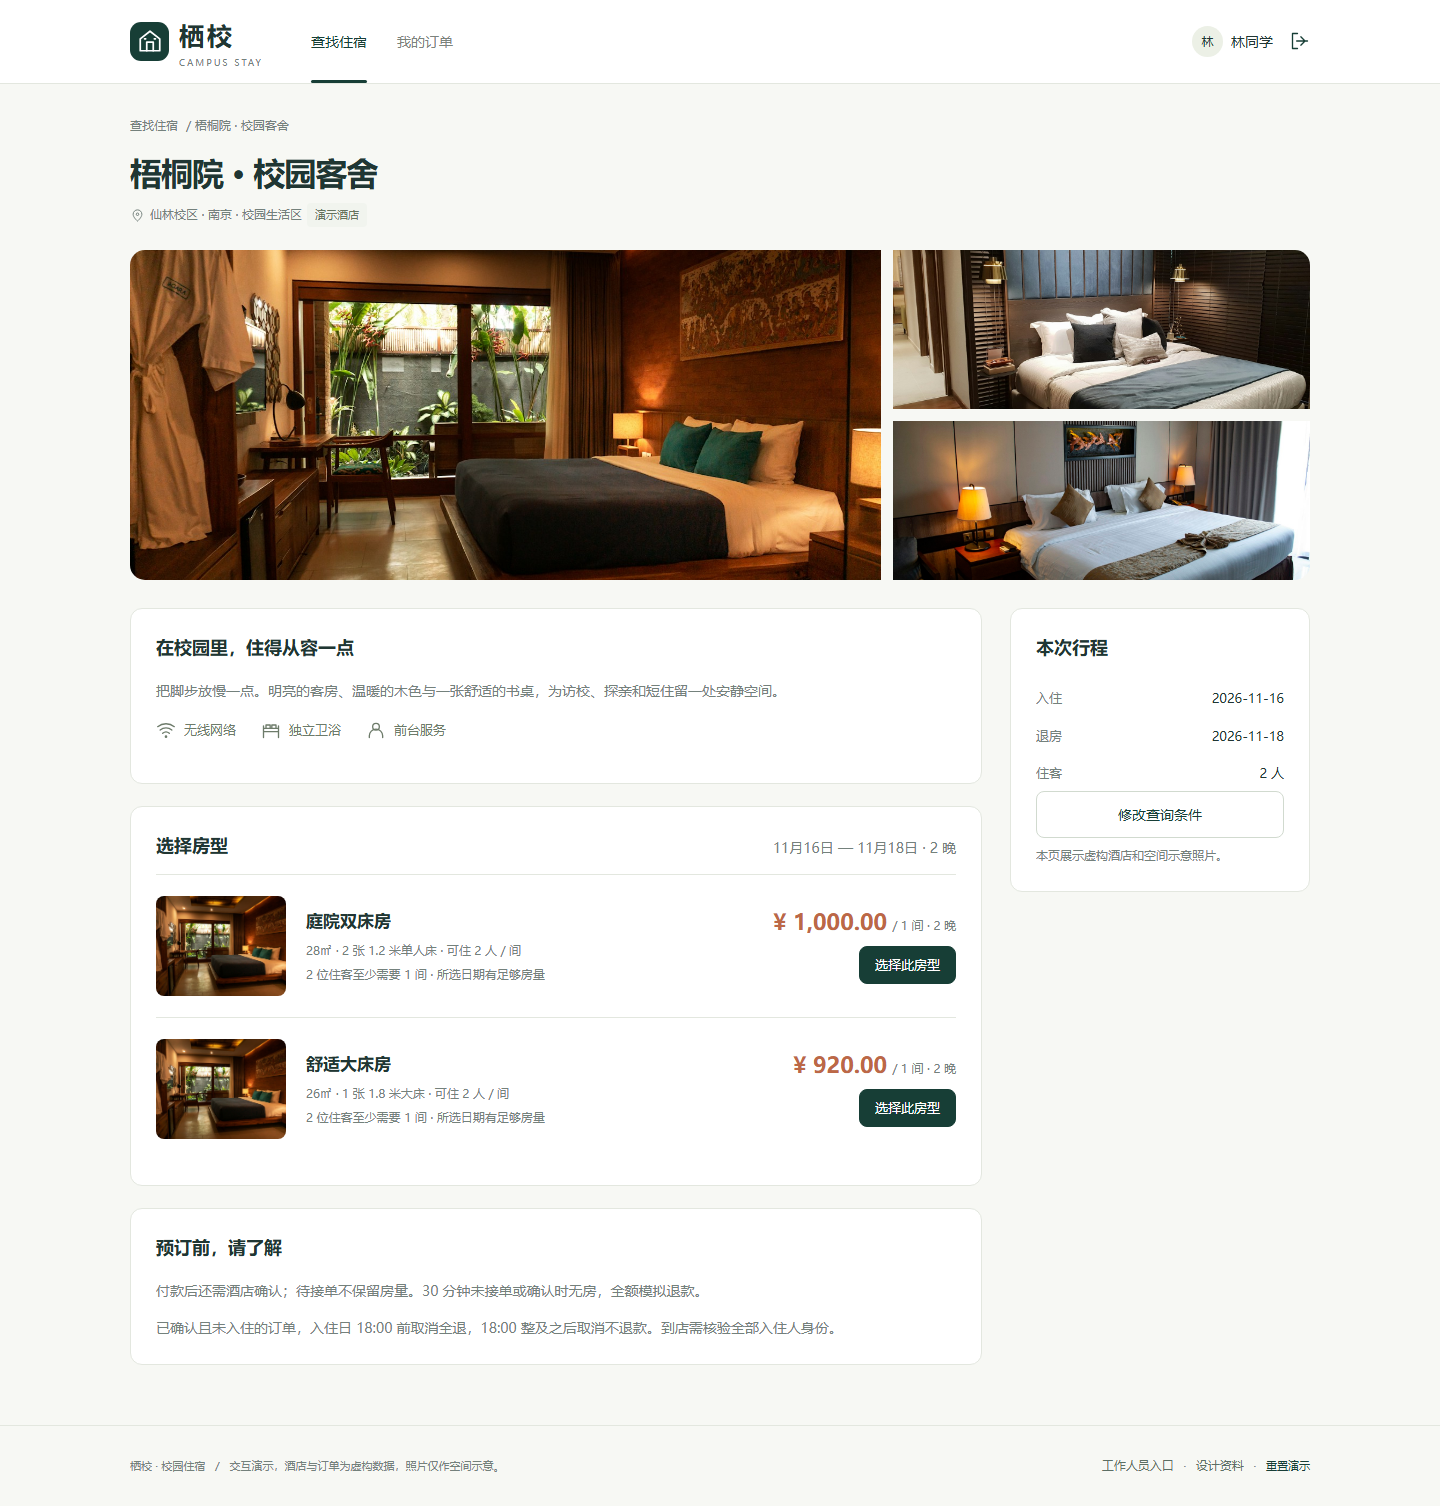 栖校
CAMPUS STAY
查找住宿
我的订单
林
林同学
查找住宿 / 梧桐院 · 校园客舍
梧桐院 · 校园客舍
仙林校区 · 南京 · 校园生活区
演示酒店
在校园里，住得从容一点
把脚步放慢一点。明亮的客房、温暖的木色与一张舒适的书桌，为访校、探亲和短住留一处安静空间。
无线网络
独立卫浴
前台服务
本次行程
入住 2026-11-16
退房 2026-11-18
住客 2 人
修改查询条件
本页展示虚构酒店和空间示意照片。
选择房型
11月16日 — 11月18日 · 2 晚
庭院双床房
28㎡ · 2 张 1.2 米单人床 · 可住 2 人 / 间
2 位住客至少需要 1 间 · 所选日期有足够房量
¥ 1,000.00 / 1 间 · 2 晚
选择此房型
舒适大床房
26㎡ · 1 张 1.8 米大床 · 可住 2 人 / 间
2 位住客至少需要 1 间 · 所选日期有足够房量
¥ 920.00 / 1 间 · 2 晚
选择此房型
预订前，请了解
付款后还需酒店确认；待接单不保留房量。30 分钟未接单或确认时无房，全额模拟退款。
已确认且未入住的订单，入住日 18:00 前取消全退，18:00 整及之后取消不退款。到店需核验全部入住人身份。
栖校 · 校园住宿 / 交互演示，酒店与订单为虚构数据，照片仅作空间示意。
工作人员入口 · 设计资料 · 重置演示